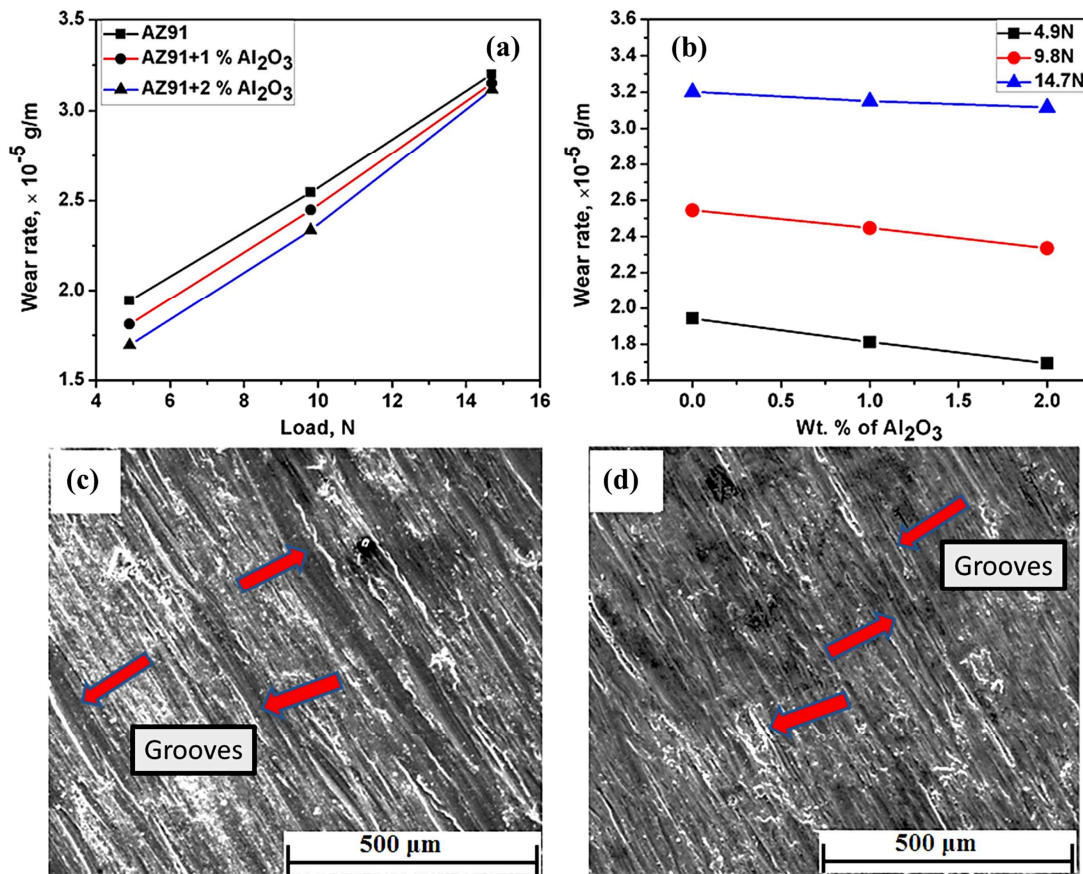 AZ91
AZ91+1 % Al₂O₃
AZ91+2 % Al₂O₃
(a)
3.5
3.0
2.5
2.0
1.5
Wear rate, × 10⁻⁵ g/m
4 6 8 10 12 14 16
Load, N
(b)
4.9N
9.8N
14.7N
3.6
3.4
3.2
3.0
2.8
2.6
2.4
2.2
2.0
1.8
1.6
Wear rate, ×10⁻⁵ g/m
0.0 0.5 1.0 1.5 2.0
Wt. % of Al₂O₃
(c)
Grooves
500 µm
(d)
Grooves
500 µm